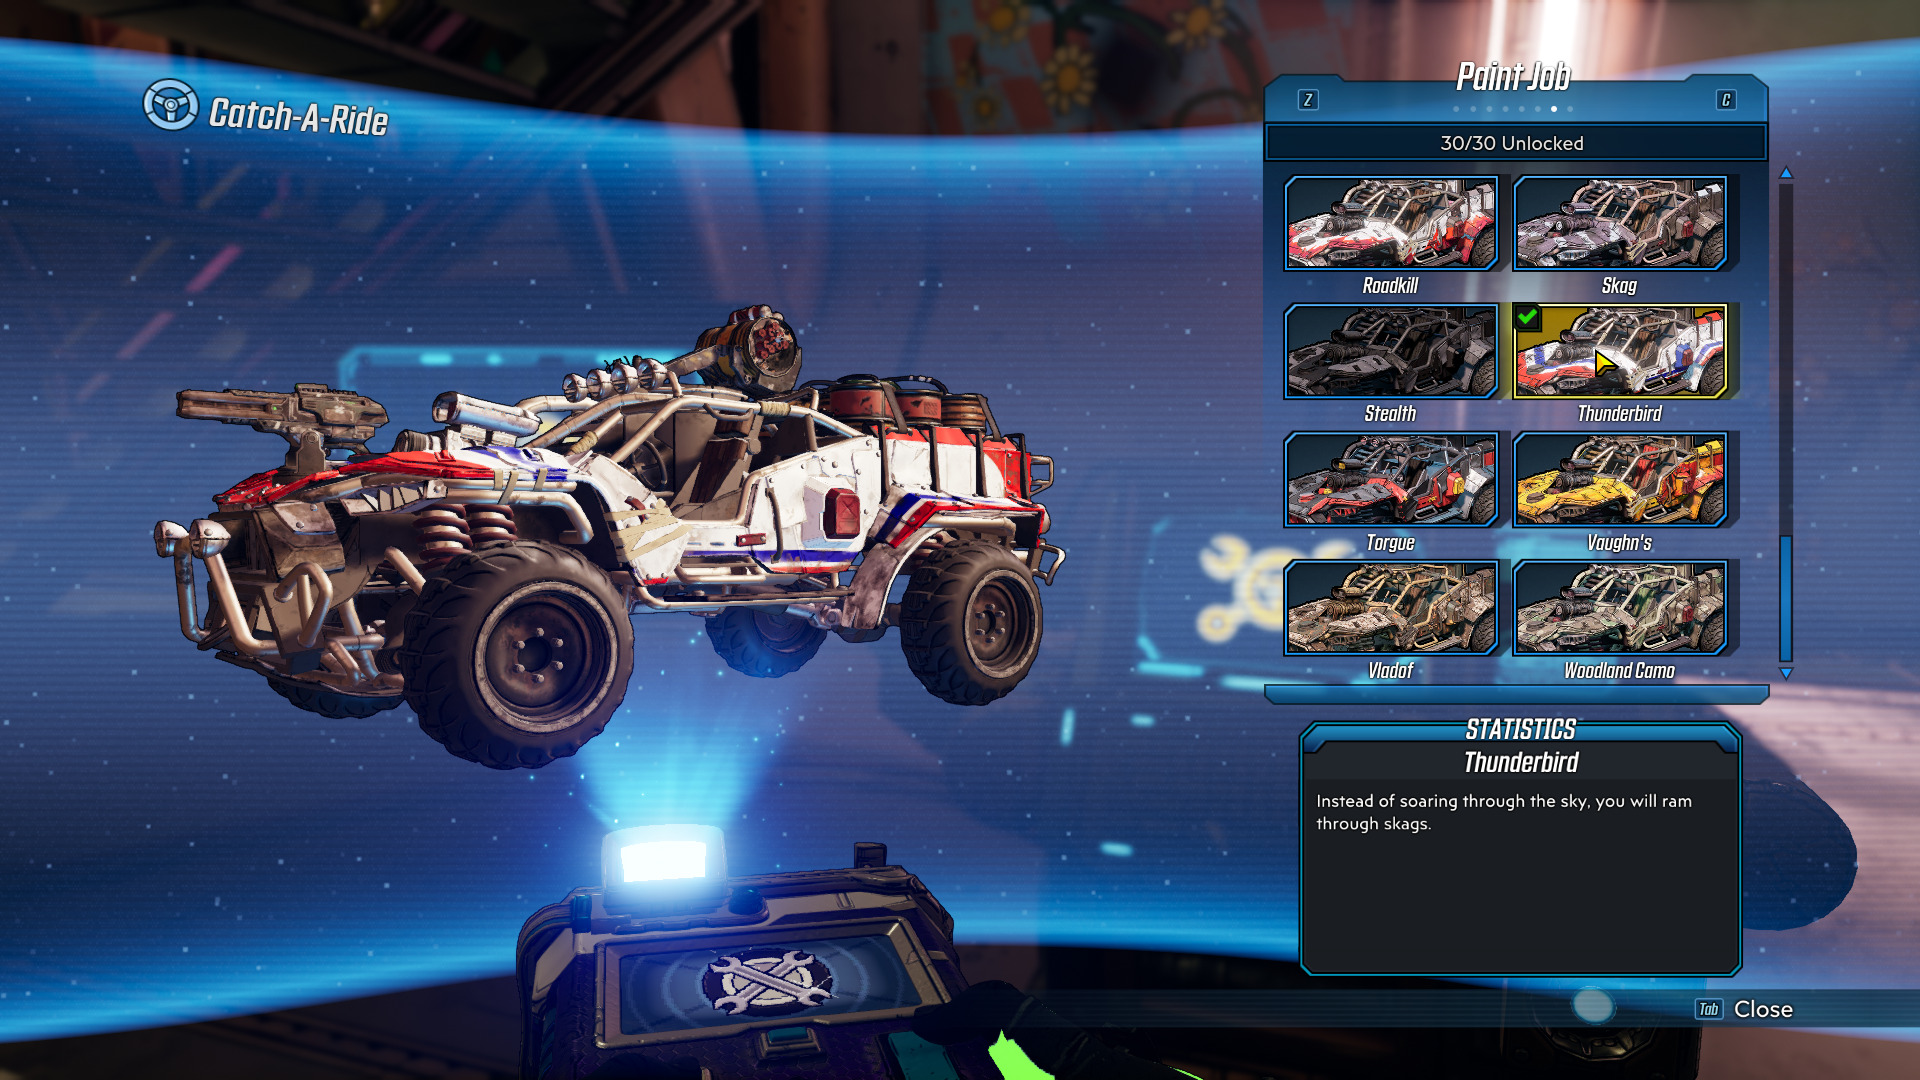 Catch-A-Ride
Paint Job
Z
C
30/30 Unlocked
Roadkill
Skag
Stealth
Thunderbird
Torgue
Vaughn's
Vladof
Woodland Camo
STATISTICS
Thunderbird
Instead of soaring through the sky, you will ram
through skags.
Tab Close